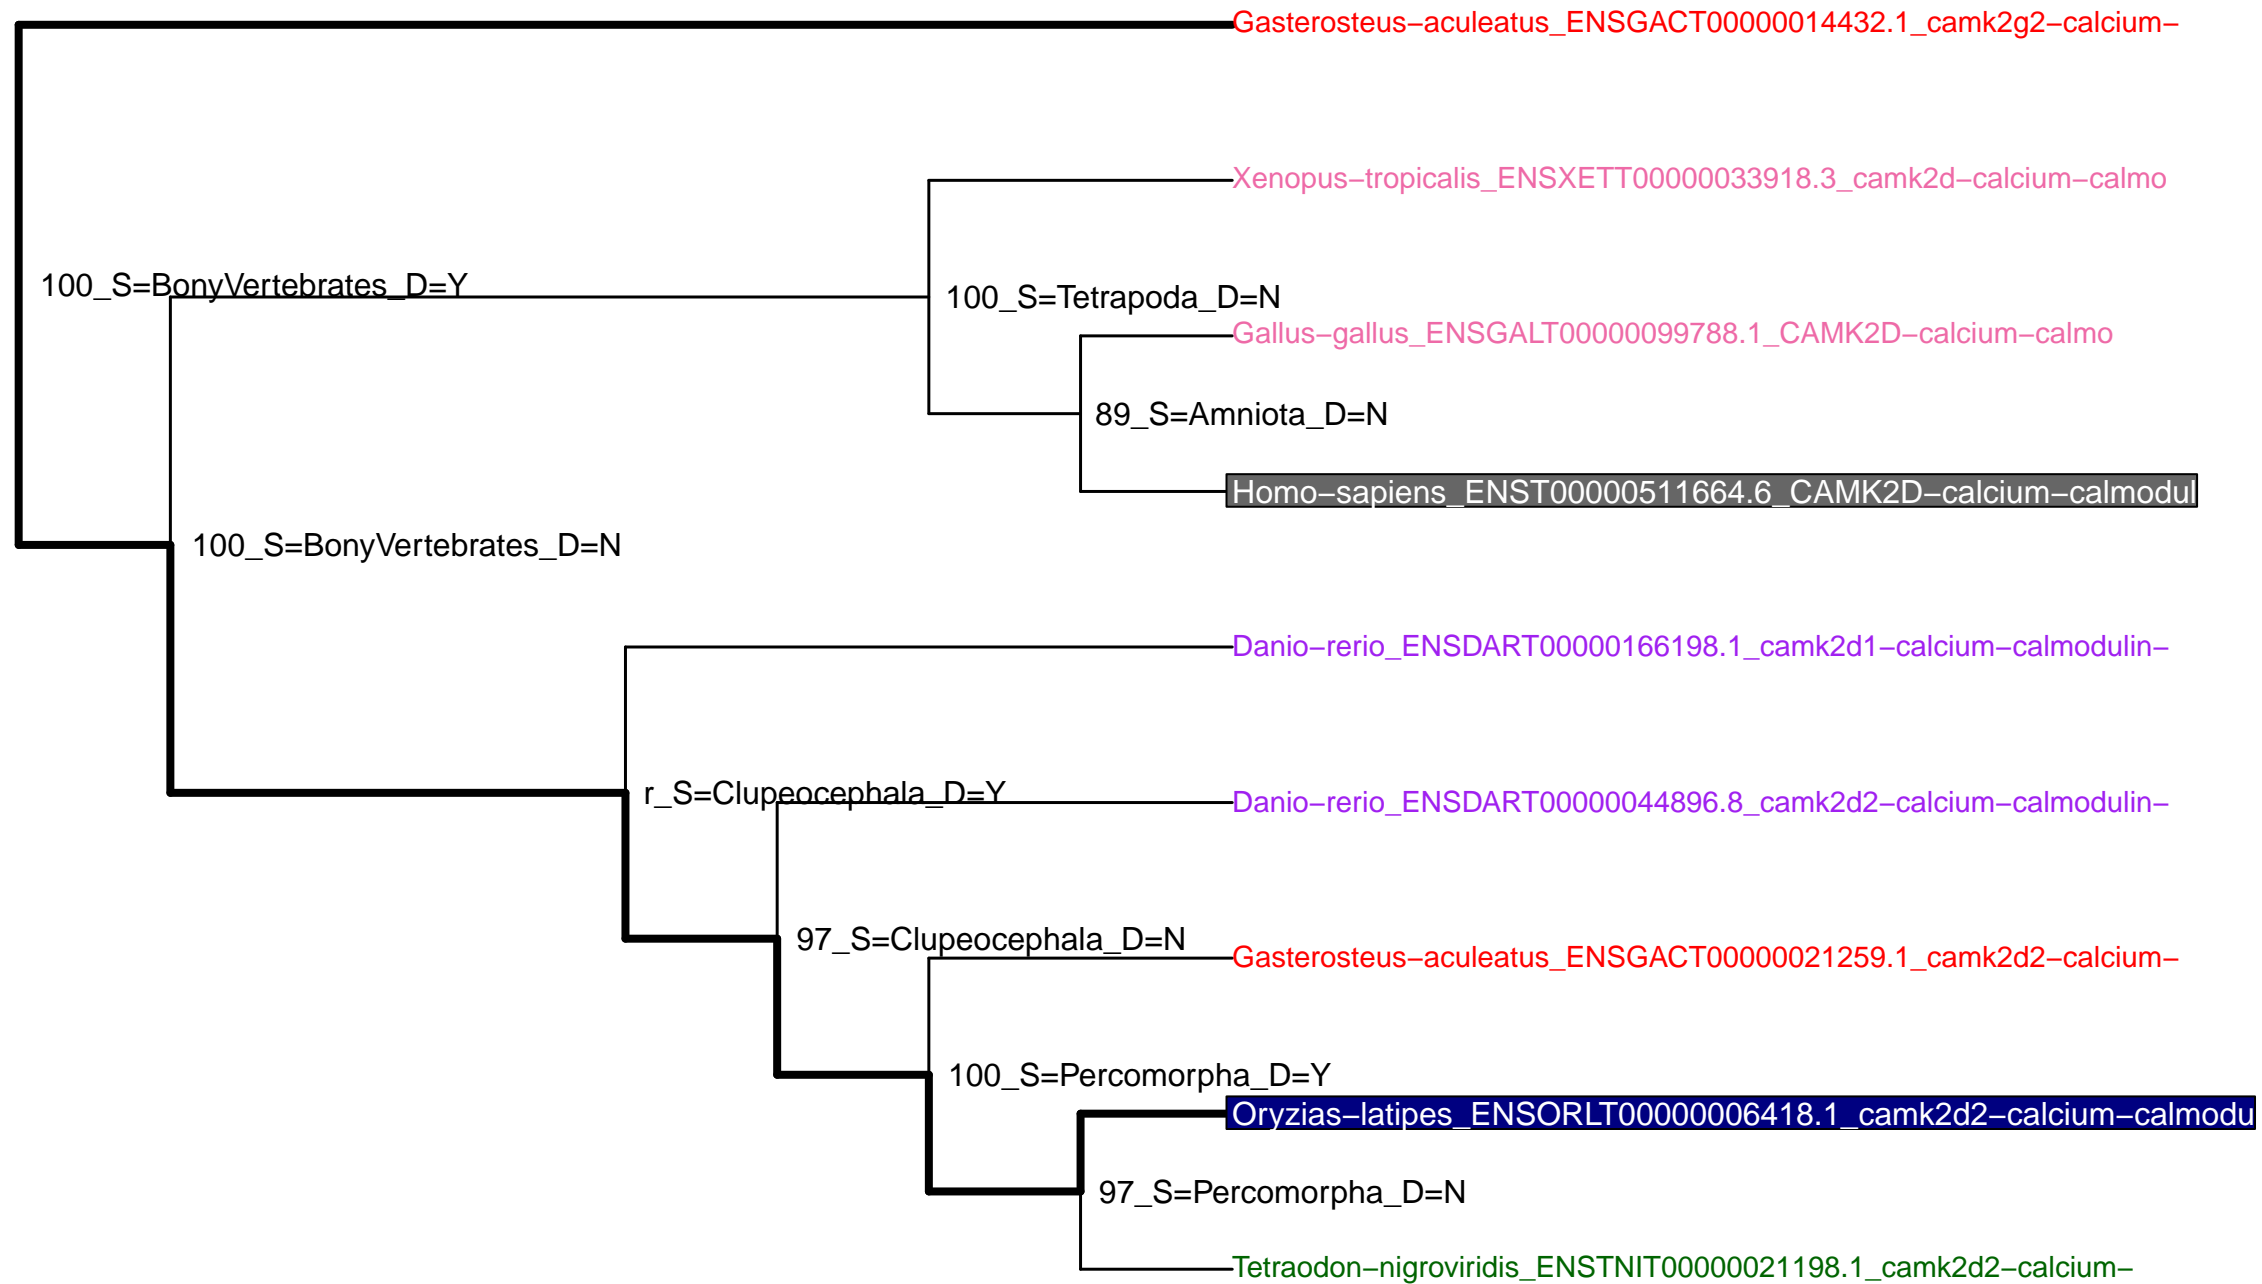 Gasterosteus−aculeatus_ENSGACT00000014432.1_camk2g2−calcium−
Xenopus−tropicalis_ENSXETT00000033918.3_camk2d−calcium−calmo
100_S=BonyVertebrates_D=Y
100_S=Tetrapoda_D=N
Gallus−gallus_ENSGALT00000099788.1_CAMK2D−calcium−calmo
89_S=Amniota_D=N
Homo−sapiens_ENST00000511664.6_CAMK2D−calcium−calmodul
100_S=BonyVertebrates_D=N
Danio−rerio_ENSDART00000166198.1_camk2d1−calcium−calmodulin−
r_S=Clupeocephala_D=Y
Danio−rerio_ENSDART00000044896.8_camk2d2−calcium−calmodulin−
97_S=Clupeocephala_D=N
Gasterosteus−aculeatus_ENSGACT00000021259.1_camk2d2−calcium−
100_S=Percomorpha_D=Y
Oryzias−latipes_ENSORLT00000006418.1_camk2d2−calcium−calmodu
97_S=Percomorpha_D=N
Tetraodon−nigroviridis_ENSTNIT00000021198.1_camk2d2−calcium−